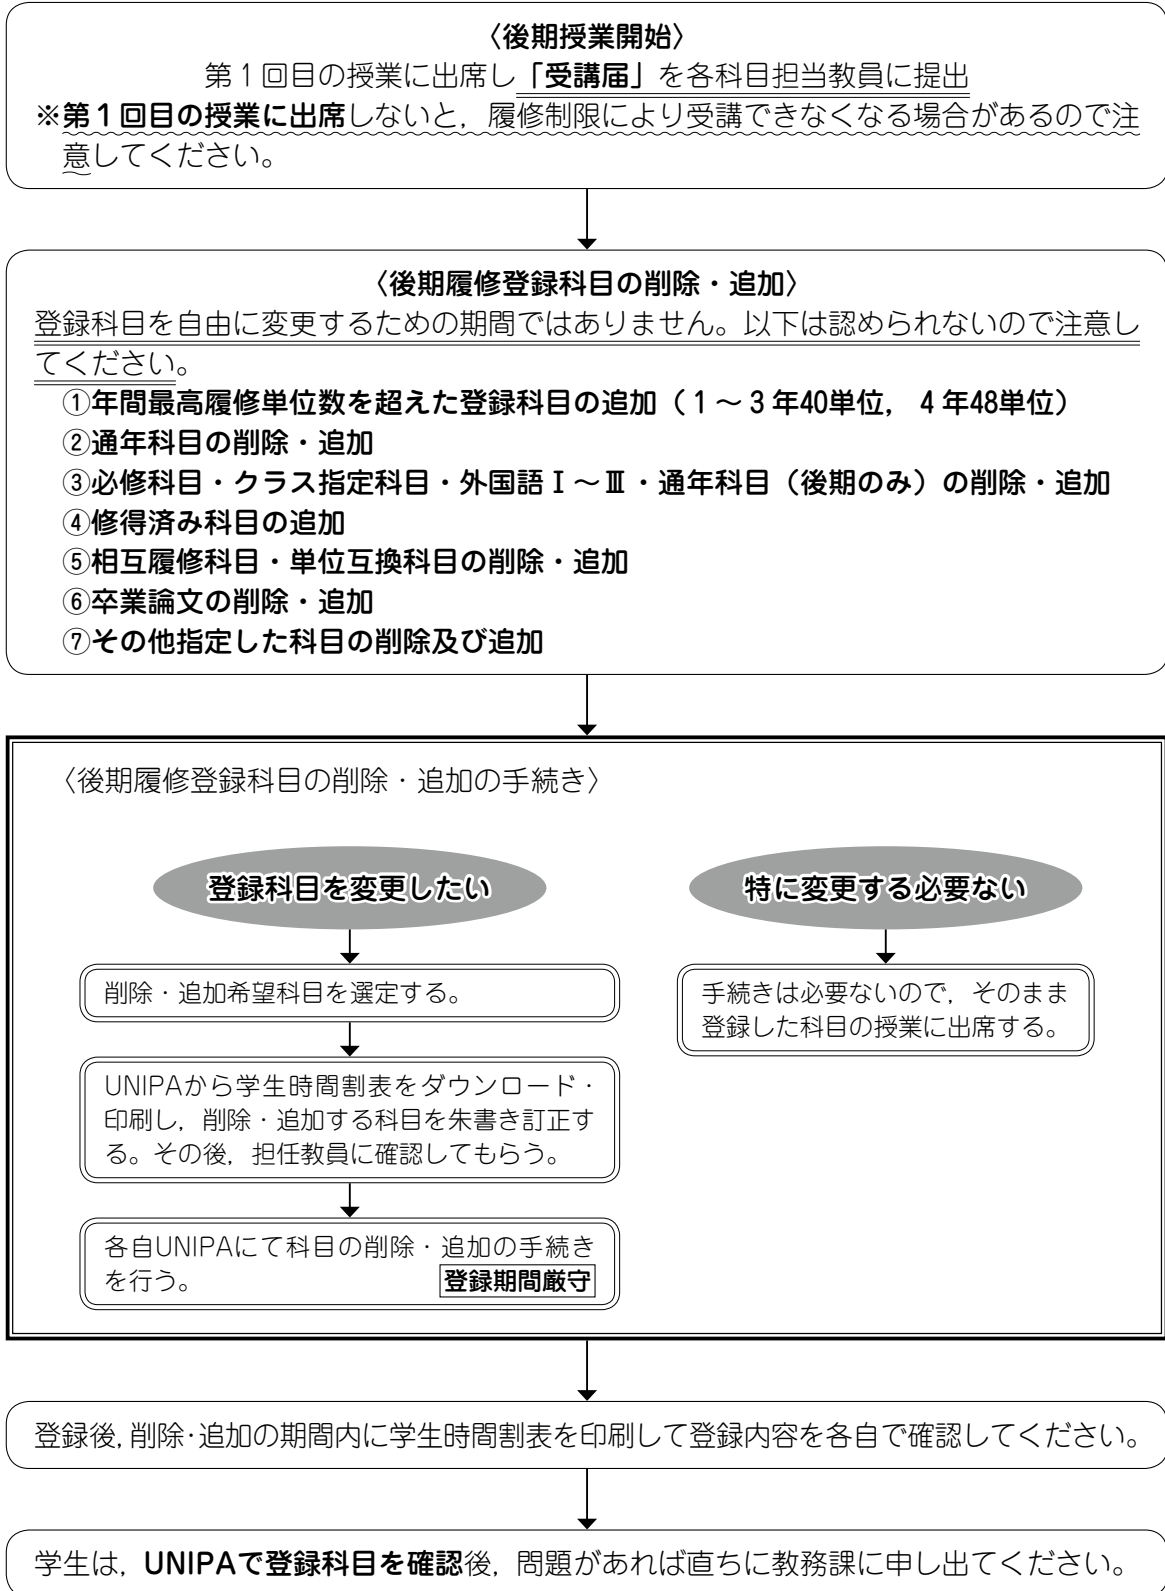 〈後期授業開始〉
第1回目の授業に出席し「受講届」を各科目担当教員に提出
※第1回目の授業に出席しないと，履修制限により受講できなくなる場合があるので注
意してください。
〈後期履修登録科目の削除・追加〉
登録科目を自由に変更するための期間ではありません。以下は認められないので注意し
てください。
①年間最高履修単位数を超えた登録科目の追加（1～3年40単位，4年48単位）
②通年科目の削除・追加
③必修科目・クラス指定科目・外国語Ⅰ～Ⅲ・通年科目（後期のみ）の削除・追加
④修得済み科目の追加
⑤相互履修科目・単位互換科目の削除・追加
⑥卒業論文の削除・追加
⑦その他指定した科目の削除及び追加
〈後期履修登録科目の削除・追加の手続き〉
登録科目を変更したい
削除・追加希望科目を選定する。
UNIPAから学生時間割表をダウンロード・
印刷し，削除・追加する科目を朱書き訂正す
る。その後，担任教員に確認してもらう。
各自UNIPAにて科目の削除・追加の手続き
を行う。 登録期間厳守
特に変更する必要ない
手続きは必要ないので，そのまま
登録した科目の授業に出席する。
登録後，削除・追加の期間内に学生時間割表を印刷して登録内容を各自で確認してください。
学生は，UNIPAで登録科目を確認後，問題があれば直ちに教務課に申し出てください。